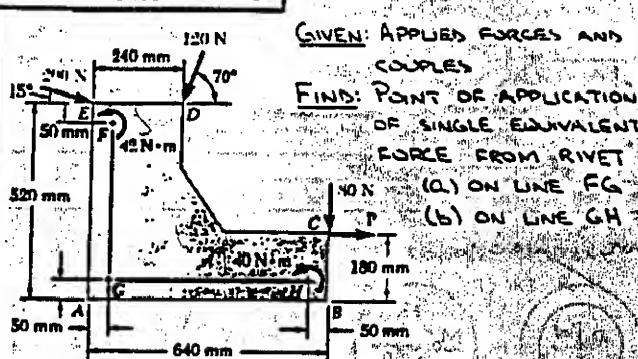 GIVEN: APPLIED FORCES AND
COUPLES
FIND: POINT OF APPLICATION
OF SINGLE EQUIVALENT
FORCE FROM RIVET
(a) ON LINE FG
(b) ON LINE GH
120 N
240 mm
15°
70°
E
D
50 mm
F
42 N·m
520 mm
80 N
C
P
40 N·m
180 mm
G
H
A
B
50 mm
50 mm
640 mm